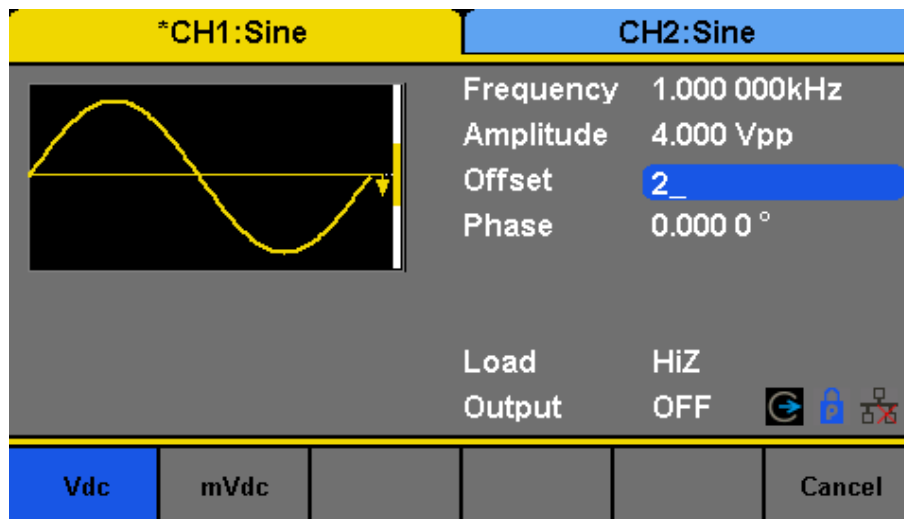 *CH1:Sine
CH2:Sine
Frequency 1.000 000kHz
Amplitude 4.000 Vpp
Offset 2_
Phase 0.000 0 °
Load HiZ
Output OFF
P
Vdc mVdc Cancel